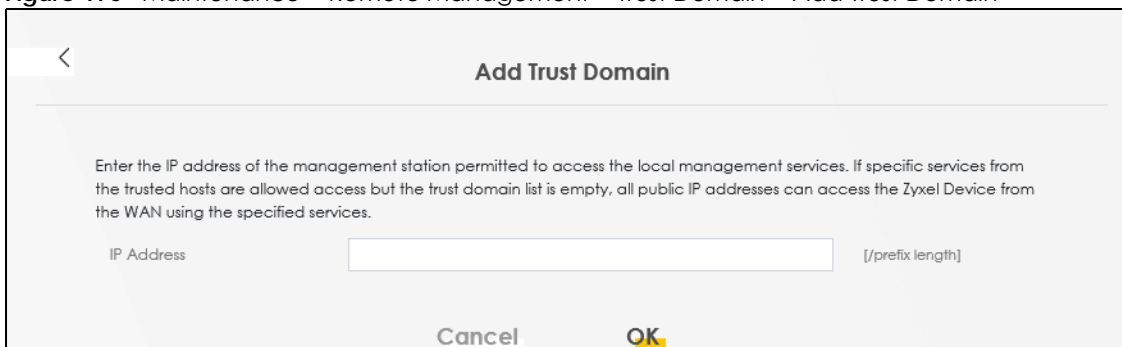 Add Trust Domain
Enter the IP address of the management station permitted to access the local management services. If specific services from
the trusted hosts are allowed access but the trust domain list is empty, all public IP addresses can access the Zyxel Device from
the WAN using the specified services.
IP Address [/prefix length]
Cancel OK